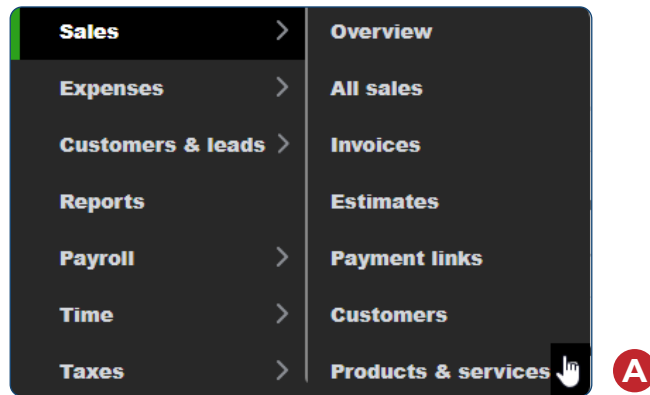 Sales
Expenses
Customers & leads
Reports
Payroll
Time
Taxes
Overview
All sales
Invoices
Estimates
Payment links
Customers
Products & services
A